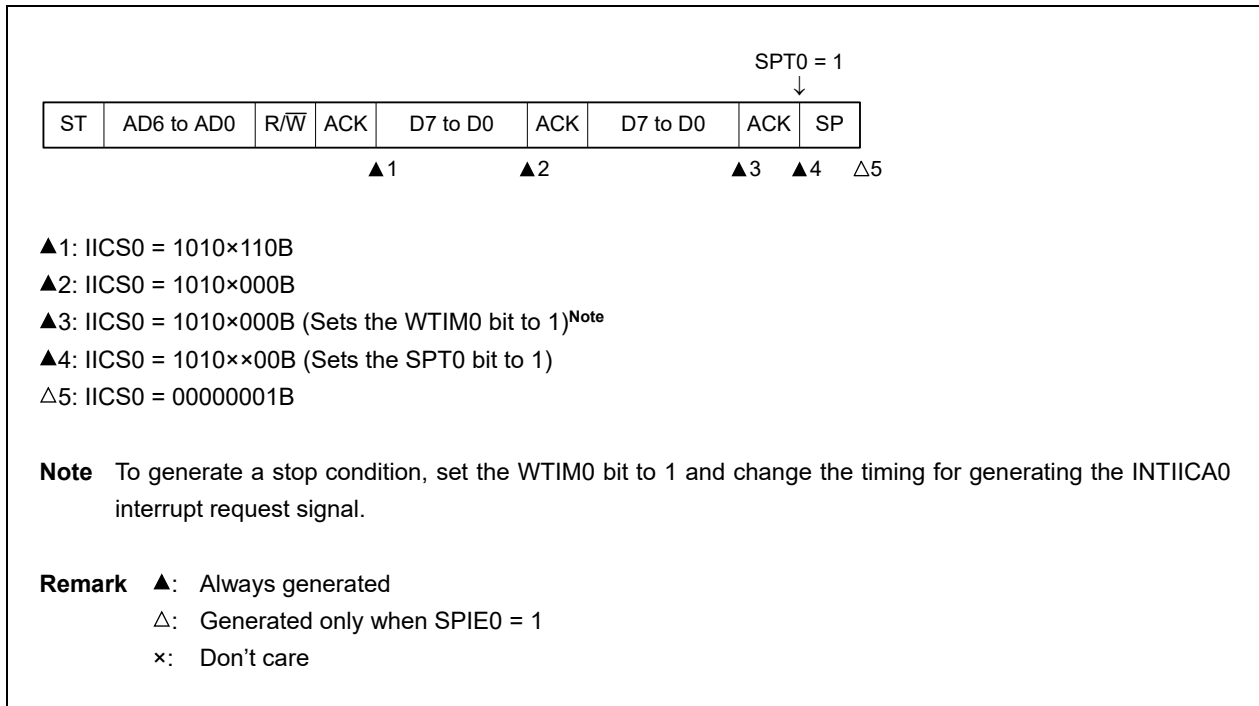 SPT0 = 1
↓
ST AD6 to AD0 R/W̅ ACK D7 to D0 ACK D7 to D0 ACK SP
▲1 ▲2 ▲3 ▲4 △5
▲1: IICS0 = 1010×110B
▲2: IICS0 = 1010×000B
▲3: IICS0 = 1010×000B (Sets the WTIM0 bit to 1)Note
▲4: IICS0 = 1010××00B (Sets the SPT0 bit to 1)
△5: IICS0 = 00000001B
Note To generate a stop condition, set the WTIM0 bit to 1 and change the timing for generating the INTIICA0
interrupt request signal.
Remark ▲: Always generated
△: Generated only when SPIE0 = 1
×: Don't care